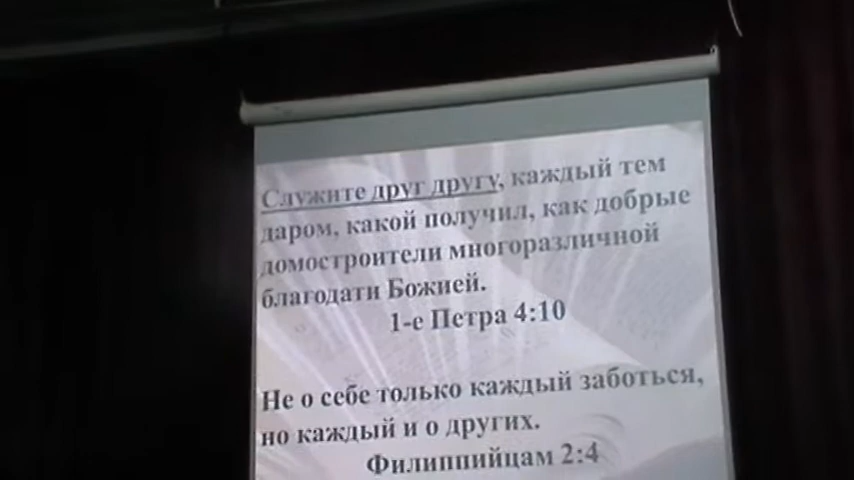 Служите друг другу, каждый тем
даром, какой получил, как добрые
домостроители многоразличной
благодати Божией.
1-е Петра 4:10
Не о себе только каждый заботься,
но каждый и о других.
Филиппийцам 2:4